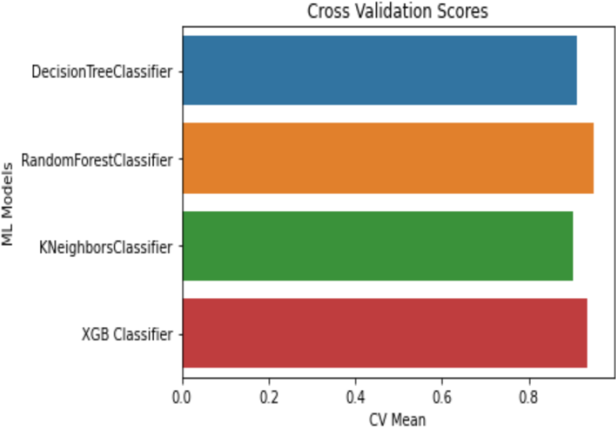 Cross Validation Scores
ML Models
DecisionTreeClassifier
RandomForestClassifier
KNeighborsClassifier
XGB Classifier
0.0 0.2 0.4 0.6 0.8
CV Mean